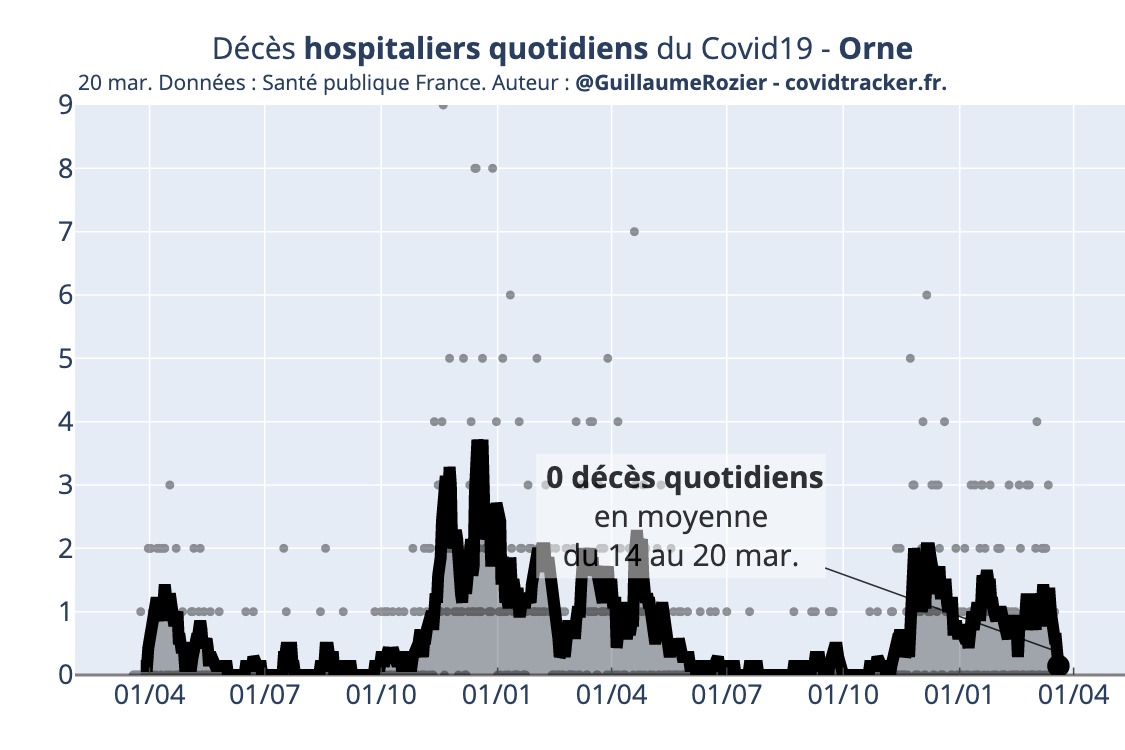 Décès hospitaliers quotidiens du Covid19 - Orne
20 mar. Données : Santé publique France. Auteur : @GuillaumeRozier - covidtracker.fr.
9
8
7
6
5
4
3
2
1
0
0 décès quotidiens
en moyenne
du 14 au 20 mar.
01/04 01/07 01/10 01/01 01/04 01/07 01/10 01/01 01/04